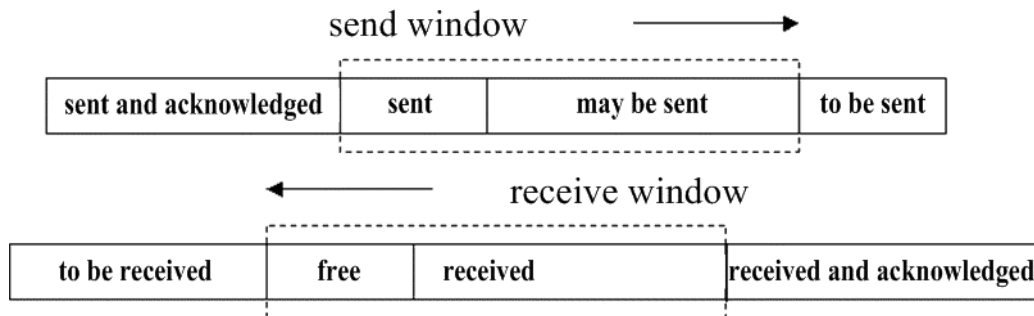 send window
sent and acknowledged sent may be sent to be sent
receive window
to be received free received received and acknowledged